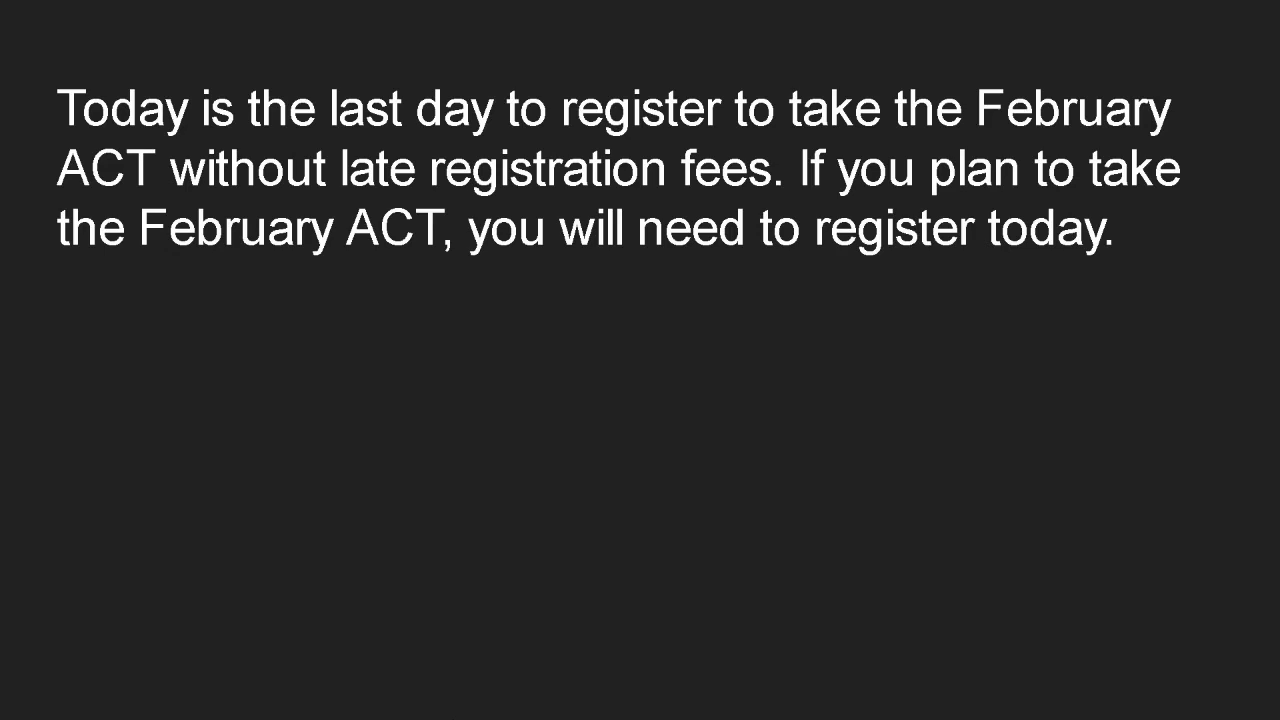 Today is the last day to register to take the February
ACT without late registration fees. If you plan to take
the February ACT, you will need to register today.